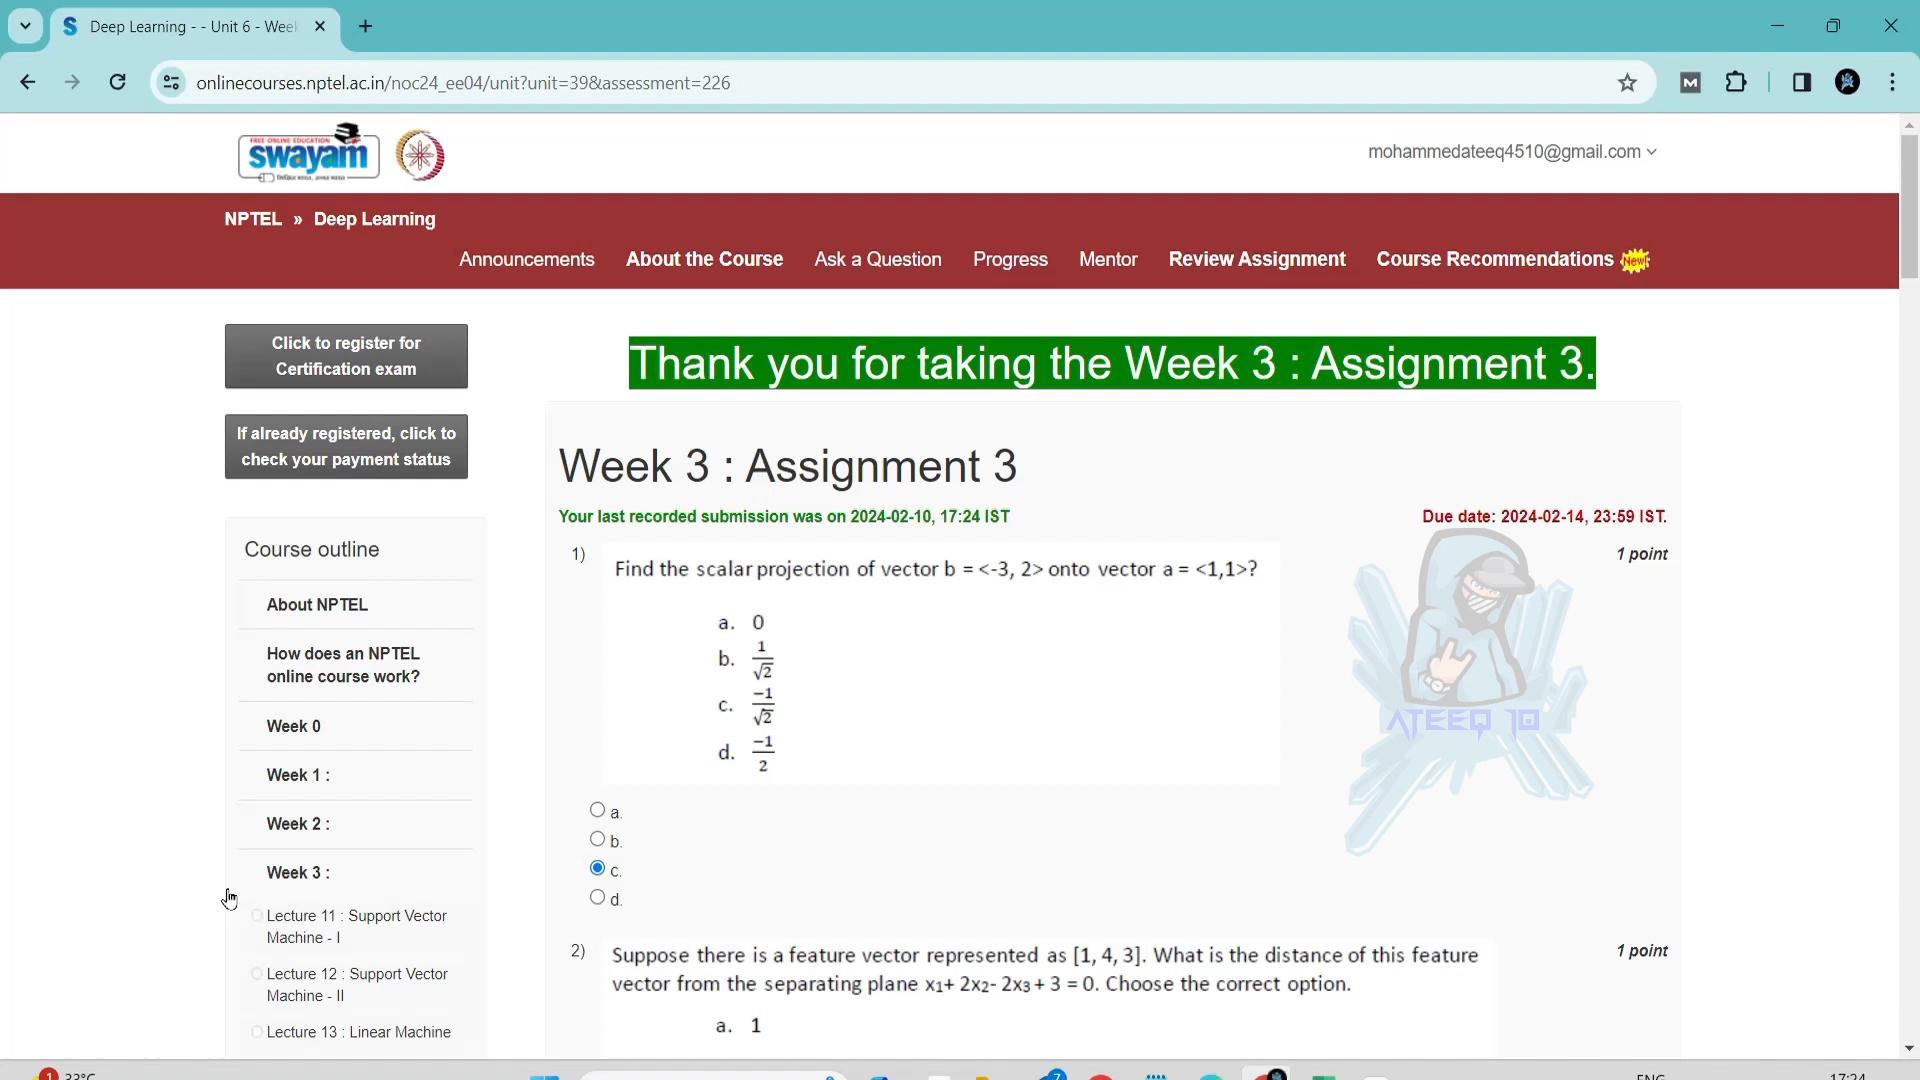 Deep Learning - - Unit 6 - Week
onlinecourses.nptel.ac.in/noc24_ee04/unit?unit=39&assessment=226
M
FREE ONLINE EDUCATION
swayam
mohammedateeq4510@gmail.com
NPTEL » Deep Learning
Announcements About the Course Ask a Question Progress Mentor Review Assignment Course Recommendations New
Click to register for
Certification exam
If already registered, click to
check your payment status
Course outline
About NPTEL
How does an NPTEL
online course work?
Week 0
Week 1 :
Week 2 :
Week 3 :
Lecture 11 : Support Vector
Machine - I
Lecture 12 : Support Vector
Machine - II
Lecture 13 : Linear Machine
Thank you for taking the Week 3 : Assignment 3.
Week 3 : Assignment 3
Your last recorded submission was on 2024-02-10, 17:24 IST
Due date: 2024-02-14, 23:59 IST.
1) Find the scalar projection of vector b = <-3, 2> onto vector a = <1,1>?
1 point
a. 0
b. 1/√2
c. −1/√2
d. −1/2
a.
b.
c.
d.
ATEEQ 10
2) Suppose there is a feature vector represented as [1, 4, 3]. What is the distance of this feature
1 point
vector from the separating plane x₁+ 2x₂- 2x₃+ 3 = 0. Choose the correct option.
a. 1
1 33°C
7
ENG
17:24